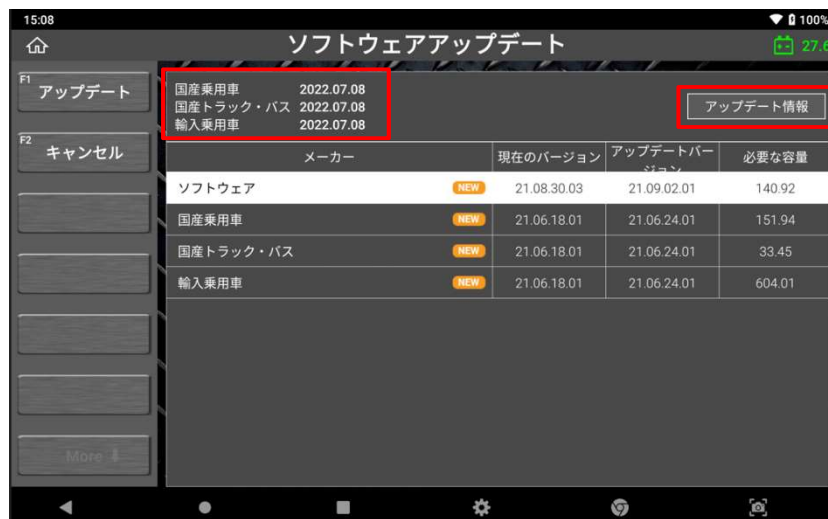 15:08
100%
ソフトウェアアップデート
27.6
F1
アップデート
F2
キャンセル
More
国産乗用車 2022.07.08
国産トラック・バス 2022.07.08
輸入乗用車 2022.07.08
アップデート情報
メーカー 現在のバージョン アップデートバージョン 必要な容量
ソフトウェア NEW 21.08.30.03 21.09.02.01 140.92
国産乗用車 NEW 21.06.18.01 21.06.24.01 151.94
国産トラック・バス NEW 21.06.18.01 21.06.24.01 33.45
輸入乗用車 NEW 21.06.18.01 21.06.24.01 604.01